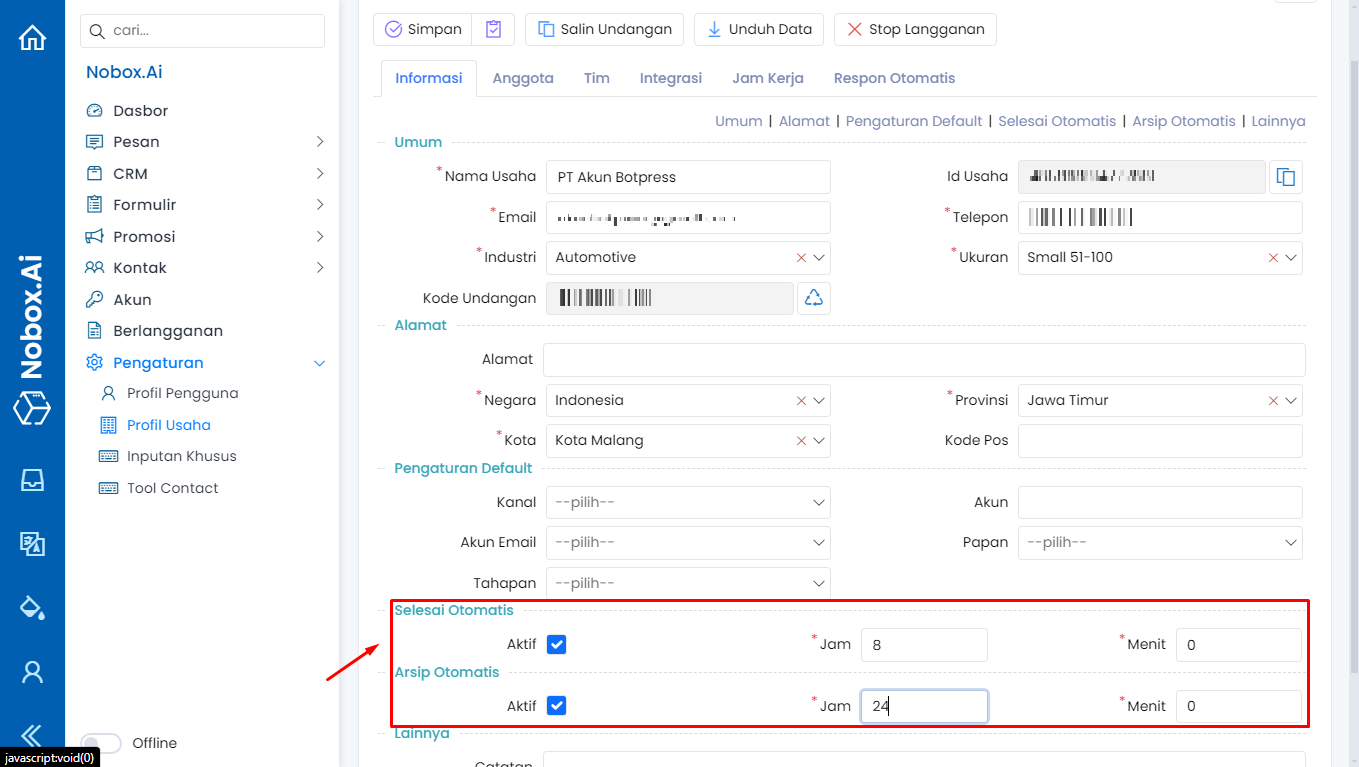 cari...
Nobox.Ai
Dasbor
Pesan
CRM
Formulir
Promosi
Kontak
Akun
Berlangganan
Pengaturan
Profil Pengguna
Profil Usaha
Inputan Khusus
Tool Contact
Offline
javascript:void(0)
Nobox.Ai
Simpan Salin Undangan Unduh Data Stop Langganan
Informasi Anggota Tim Integrasi Jam Kerja Respon Otomatis
Umum | Alamat | Pengaturan Default | Selesai Otomatis | Arsip Otomatis | Lainnya
Umum
*Nama Usaha PT Akun Botpress Id Usaha
*Email *Telepon
*Industri Automotive *Ukuran Small 51-100
Kode Undangan
Alamat
Alamat
*Negara Indonesia *Provinsi Jawa Timur
*Kota Kota Malang Kode Pos
Pengaturan Default
Kanal --pilih-- Akun
Akun Email --pilih-- Papan --pilih--
Tahapan --pilih--
Selesai Otomatis
Aktif *Jam 8 *Menit 0
Arsip Otomatis
Aktif *Jam 24 *Menit 0
Lainnya
Catatan